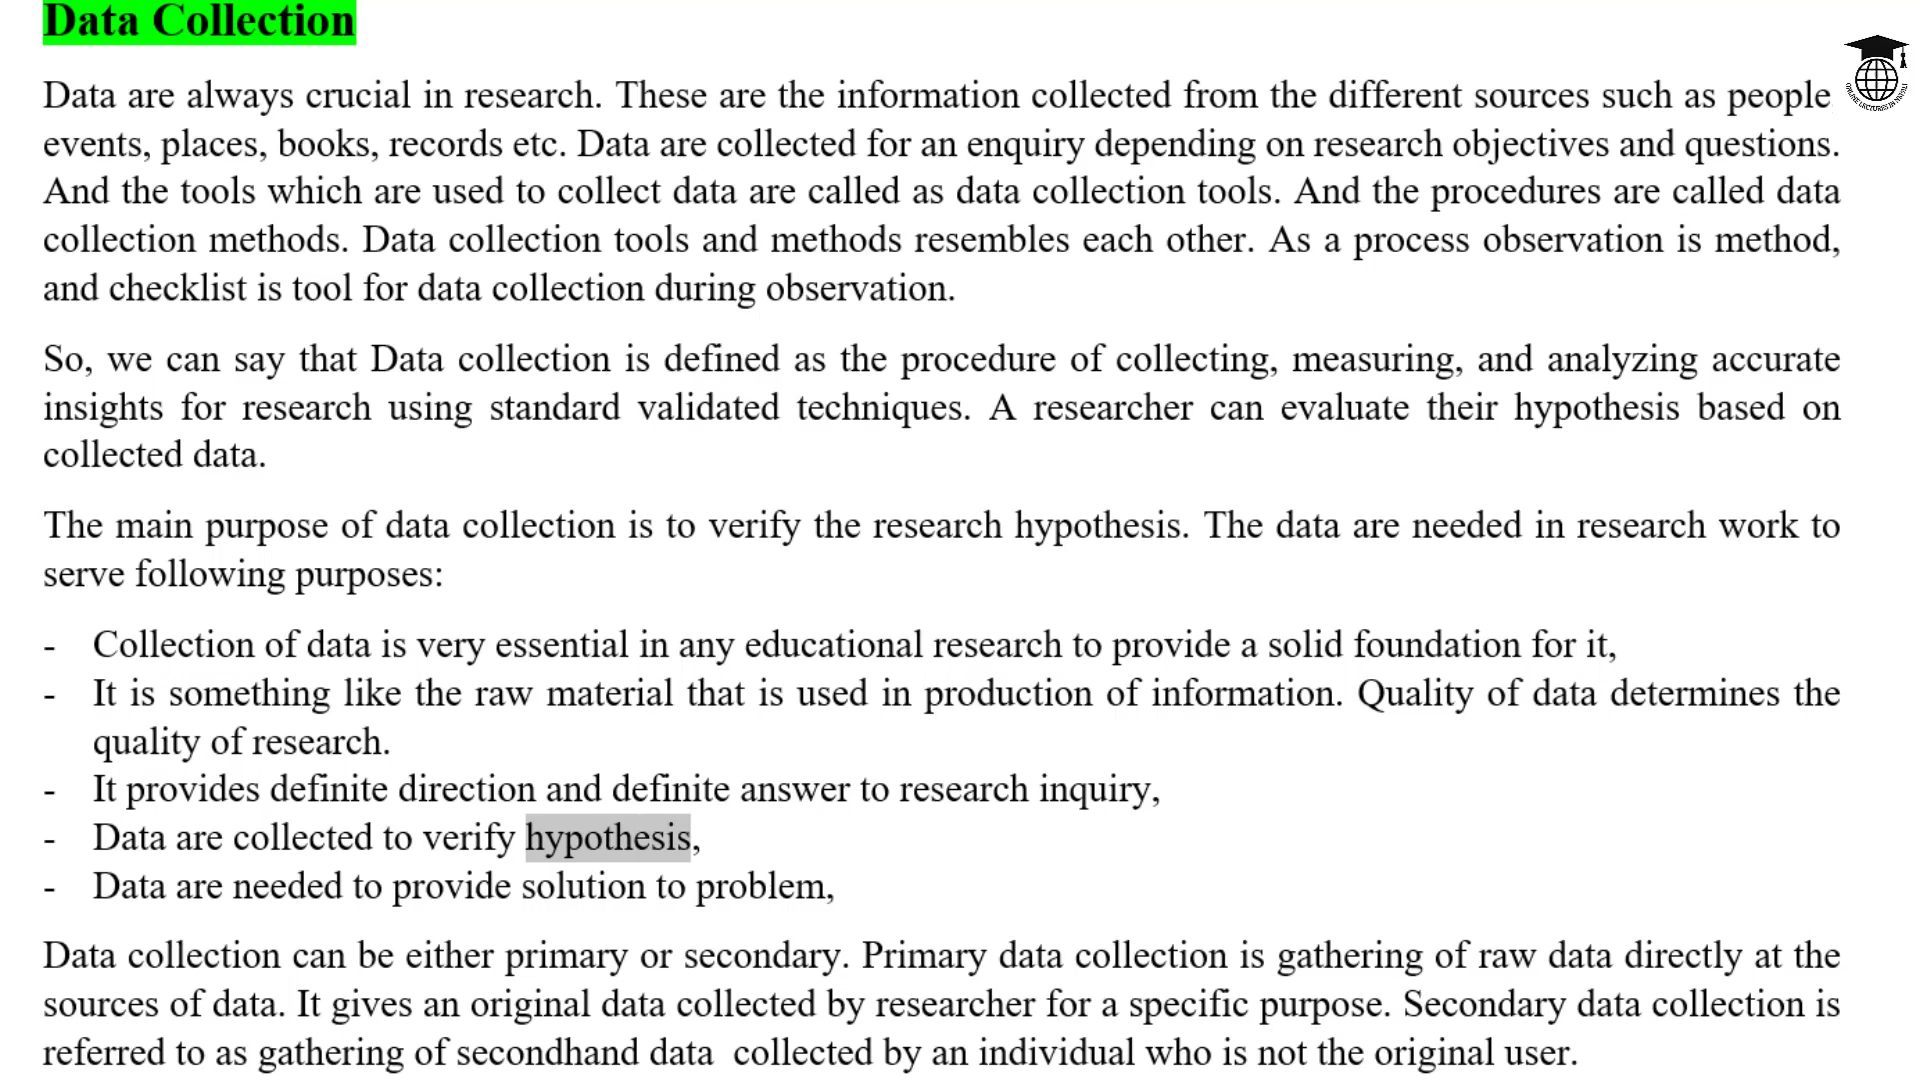 Data Collection
Data are always crucial in research. These are the information collected from the different sources such as people
events, places, books, records etc. Data are collected for an enquiry depending on research objectives and questions.
And the tools which are used to collect data are called as data collection tools. And the procedures are called data
collection methods. Data collection tools and methods resembles each other. As a process observation is method,
and checklist is tool for data collection during observation.
So, we can say that Data collection is defined as the procedure of collecting, measuring, and analyzing accurate
insights for research using standard validated techniques. A researcher can evaluate their hypothesis based on
collected data.
The main purpose of data collection is to verify the research hypothesis. The data are needed in research work to
serve following purposes:
- Collection of data is very essential in any educational research to provide a solid foundation for it,
- It is something like the raw material that is used in production of information. Quality of data determines the
quality of research.
- It provides definite direction and definite answer to research inquiry,
- Data are collected to verify hypothesis,
- Data are needed to provide solution to problem,
Data collection can be either primary or secondary. Primary data collection is gathering of raw data directly at the
sources of data. It gives an original data collected by researcher for a specific purpose. Secondary data collection is
referred to as gathering of secondhand data  collected by an individual who is not the original user.
ONLINE LECTURES IN NEPALI